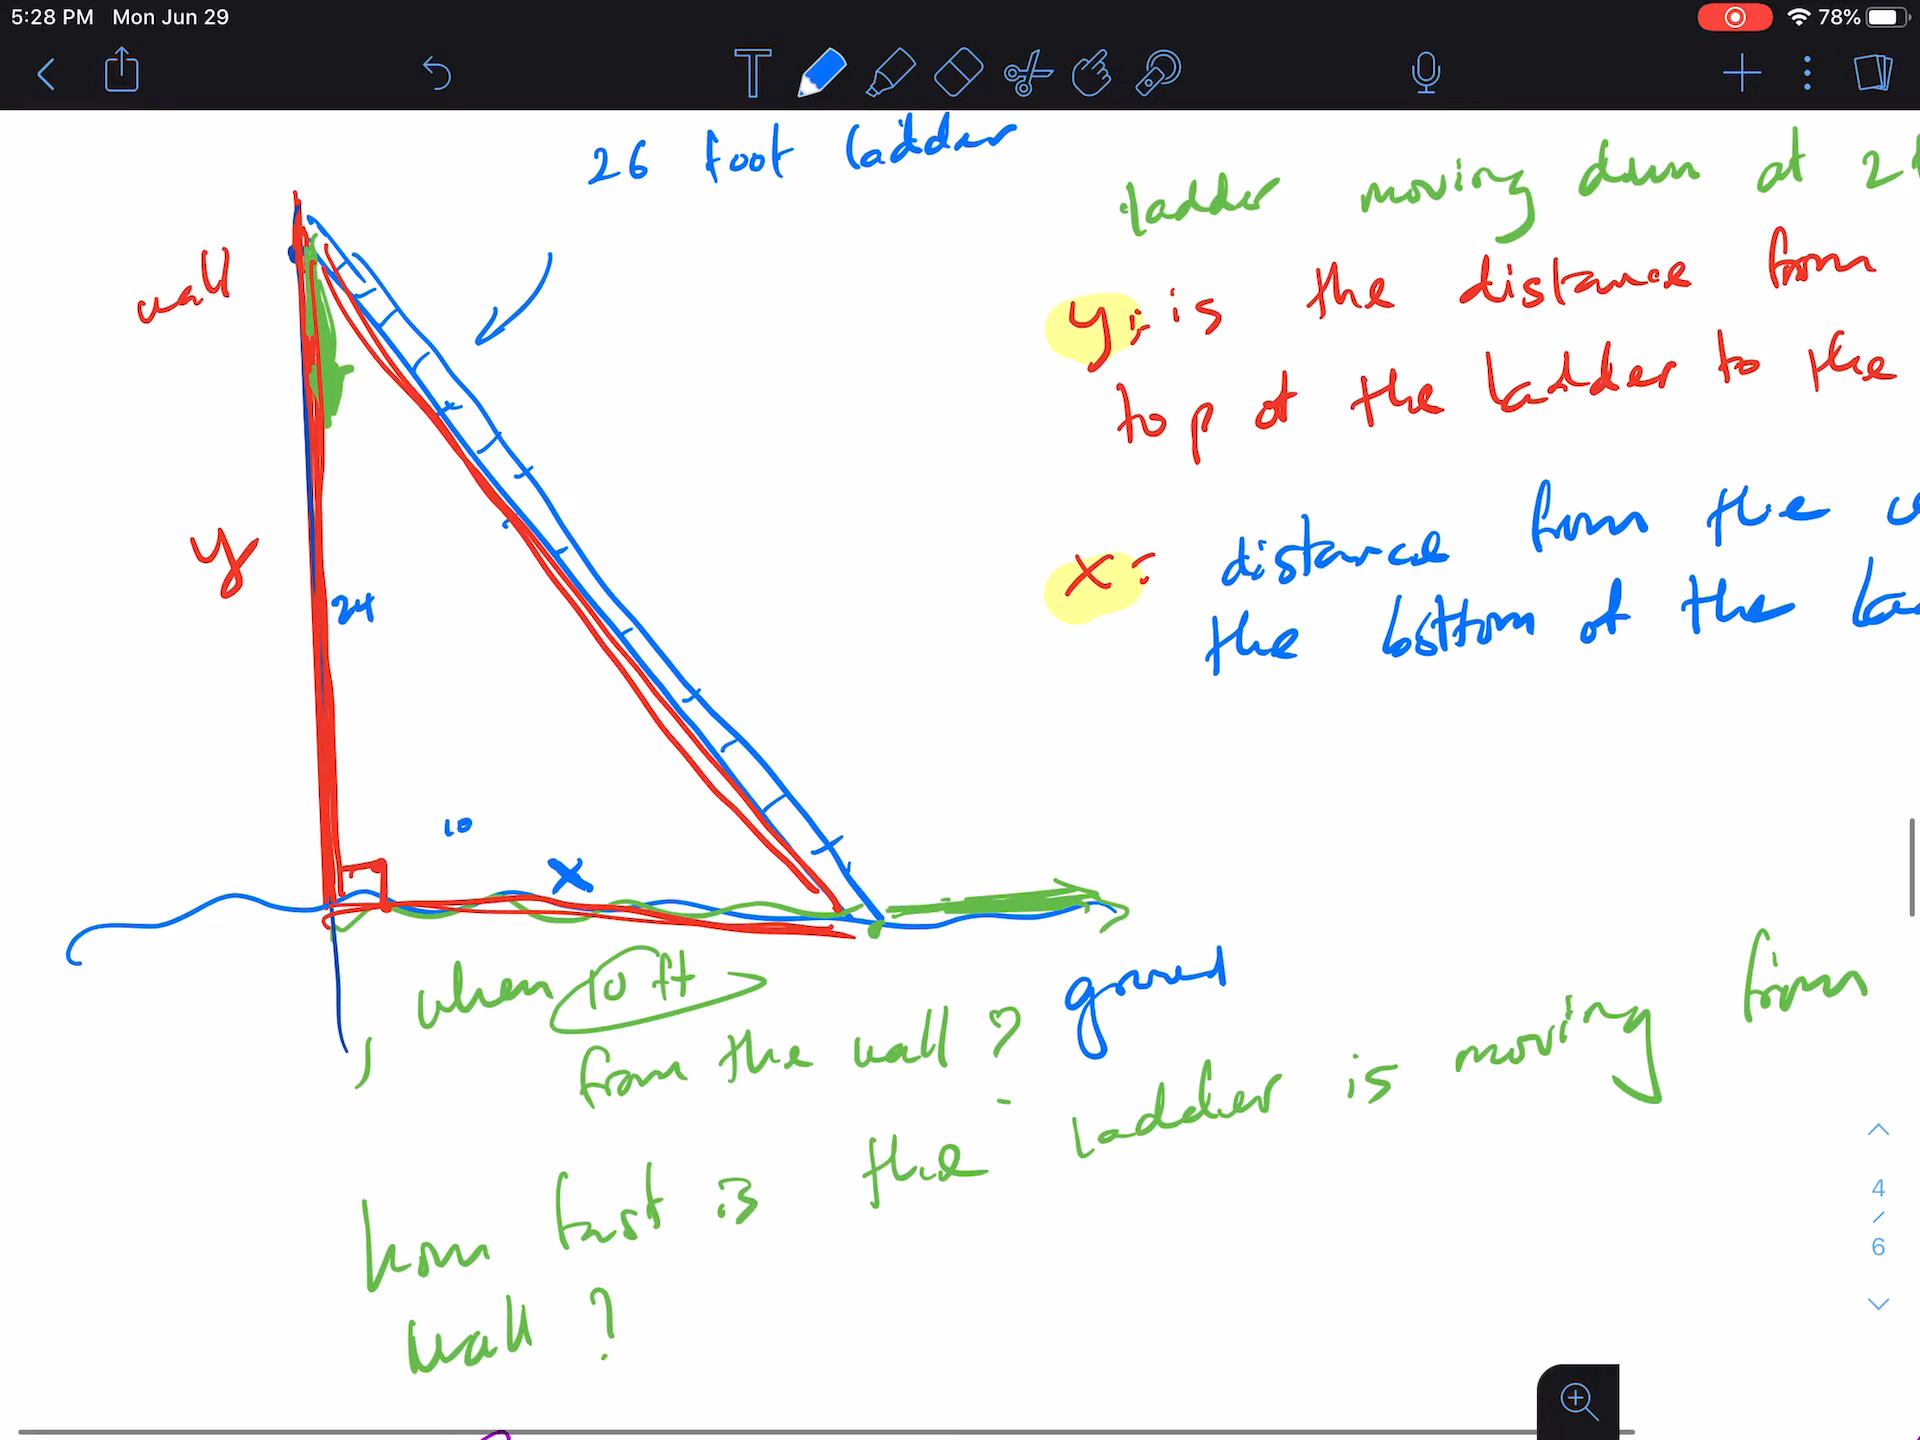 5:28 PM Mon Jun 29
78%
T
26 foot ladder
ladder moving down at 2
wall
y: is the distance from
top of the ladder to the
y
24
x: distance from the
the bottom of the
10
x
when 10 ft
from the wall ?
ground
how fast is the ladder is moving from
wall ?
4
/
6